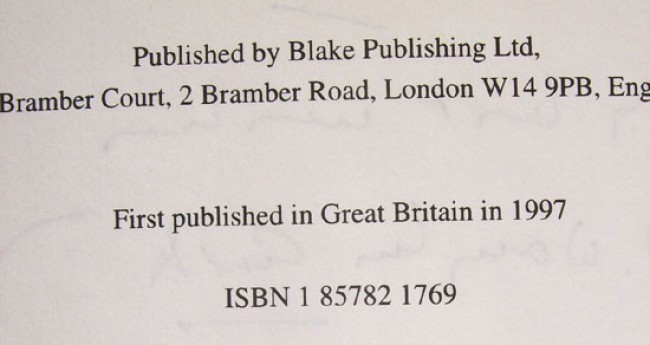 Published by Blake Publishing Ltd,
Bramber Court, 2 Bramber Road, London W14 9PB, Eng
First published in Great Britain in 1997
ISBN 1 85782 1769